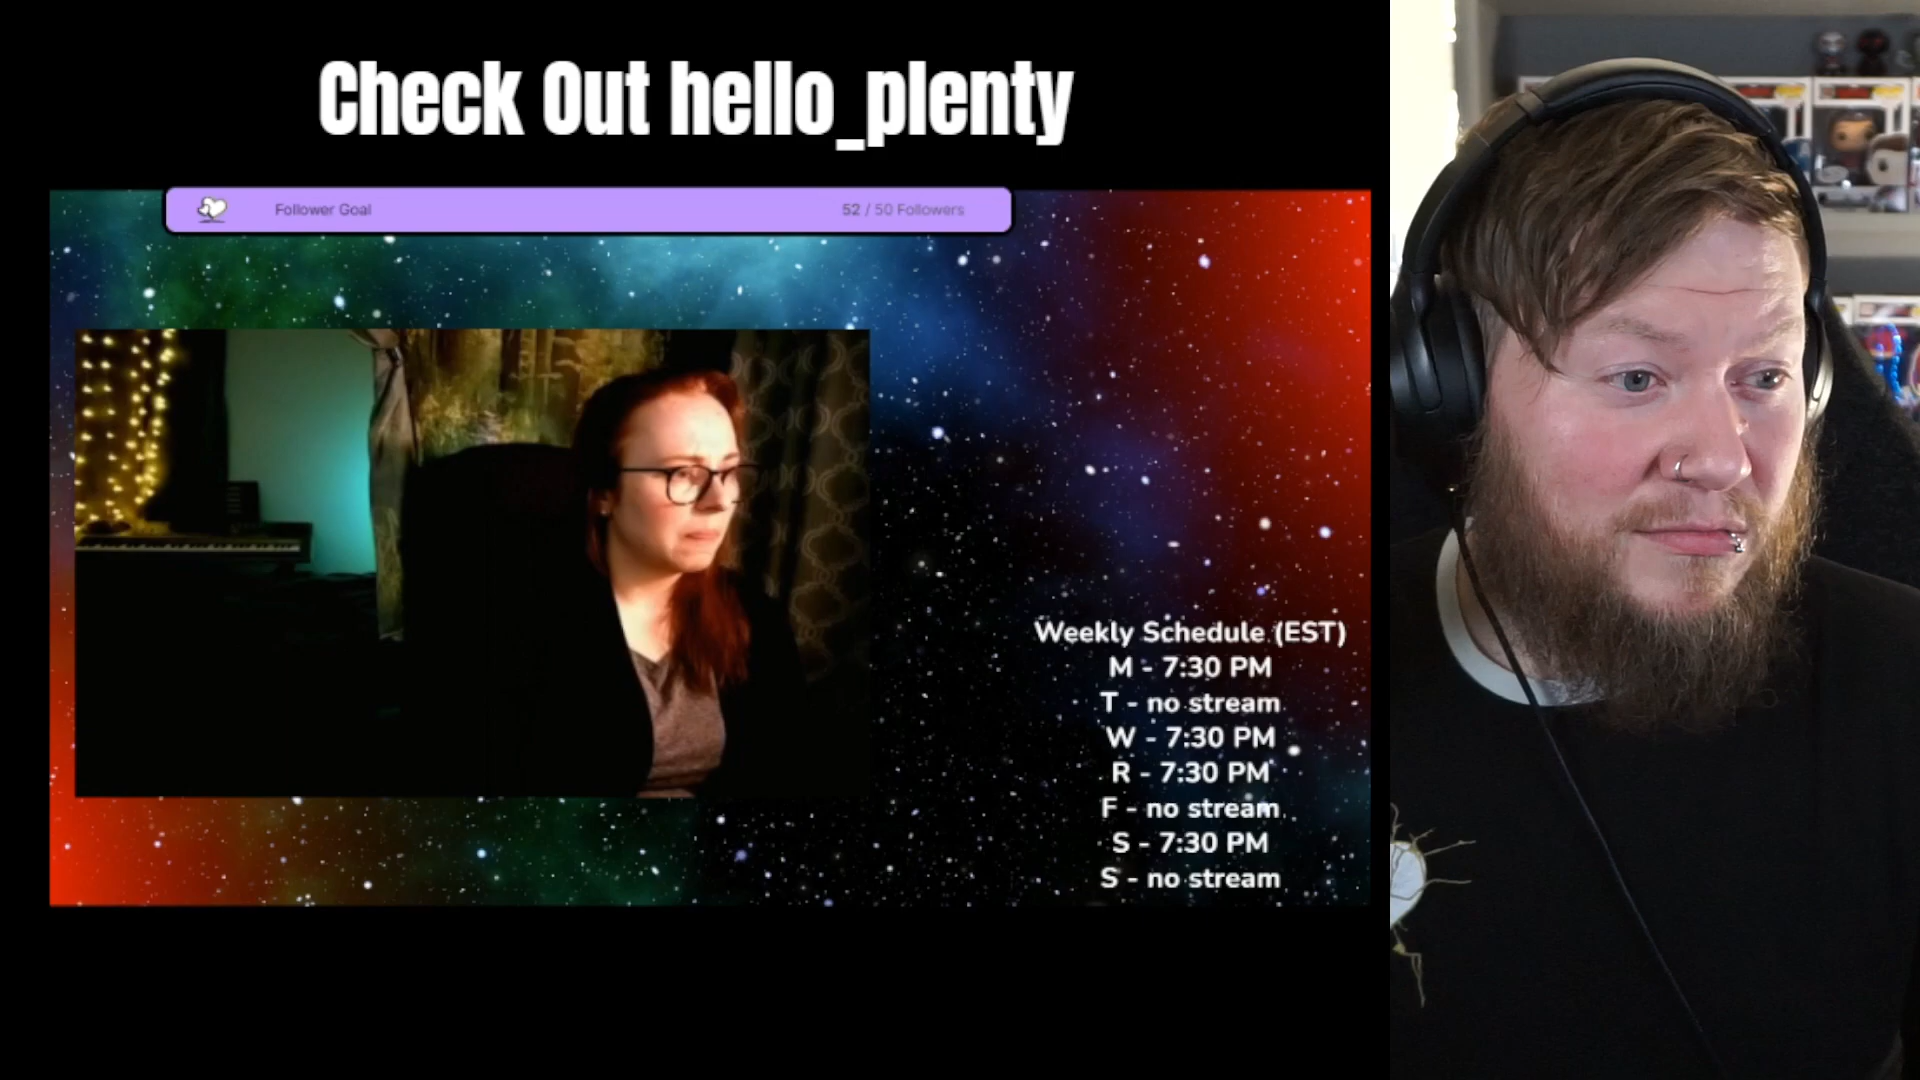 Check Out hello_plenty
Follower Goal
52 / 50 Followers
Weekly Schedule (EST)
M - 7:30 PM
T - no stream
W - 7:30 PM
R - 7:30 PM
F - no stream
S - 7:30 PM
S - no stream